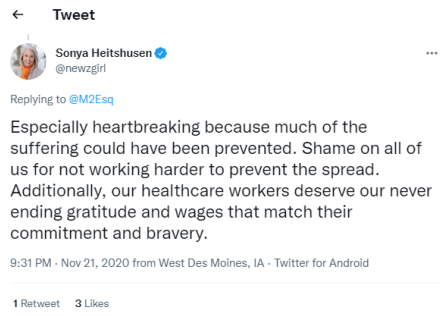 Tweet
Sonya Heitshusen
@newzgirl
Replying to @M2Esq
Especially heartbreaking because much of the
suffering could have been prevented. Shame on all of
us for not working harder to prevent the spread.
Additionally, our healthcare workers deserve our never
ending gratitude and wages that match their
commitment and bravery.
9:31 PM · Nov 21, 2020 from West Des Moines, IA · Twitter for Android
1 Retweet 3 Likes